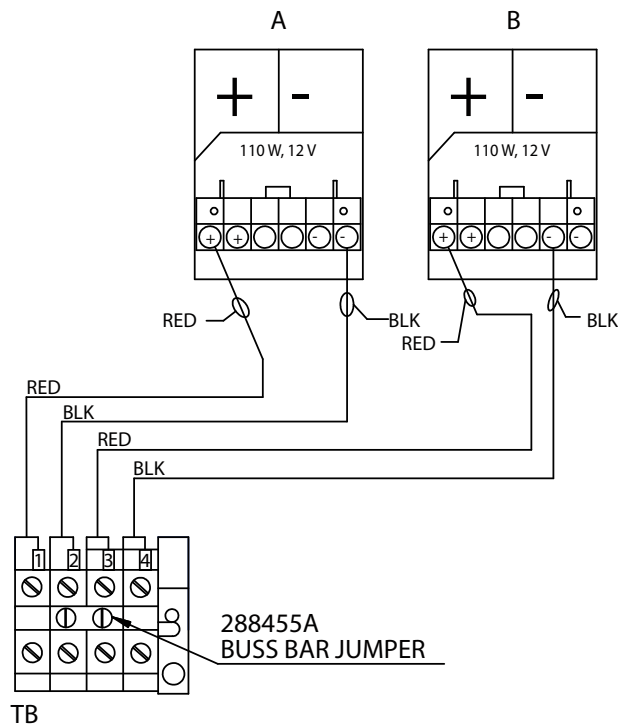 A
B
+ -
+ -
110 W, 12 V
110 W, 12 V
+ + - -
+ + - -
RED
BLK
RED
BLK
RED
BLK
RED
BLK
1 2 3 4
288455A
BUSS BAR JUMPER
TB